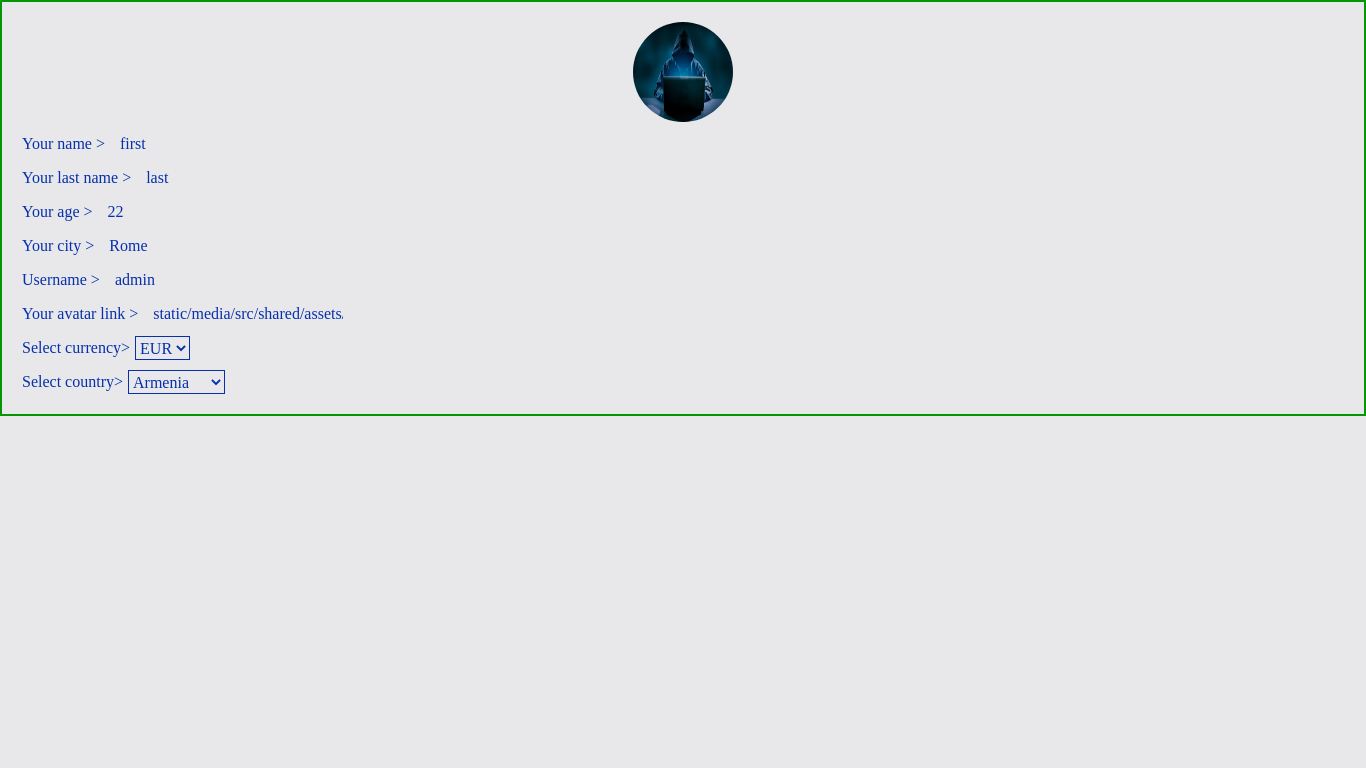 Your name > first
Your last name > last
Your age > 22
Your city > Rome
Username > admin
Your avatar link > static/media/src/shared/assets
Select currency> EUR
Select country> Armenia